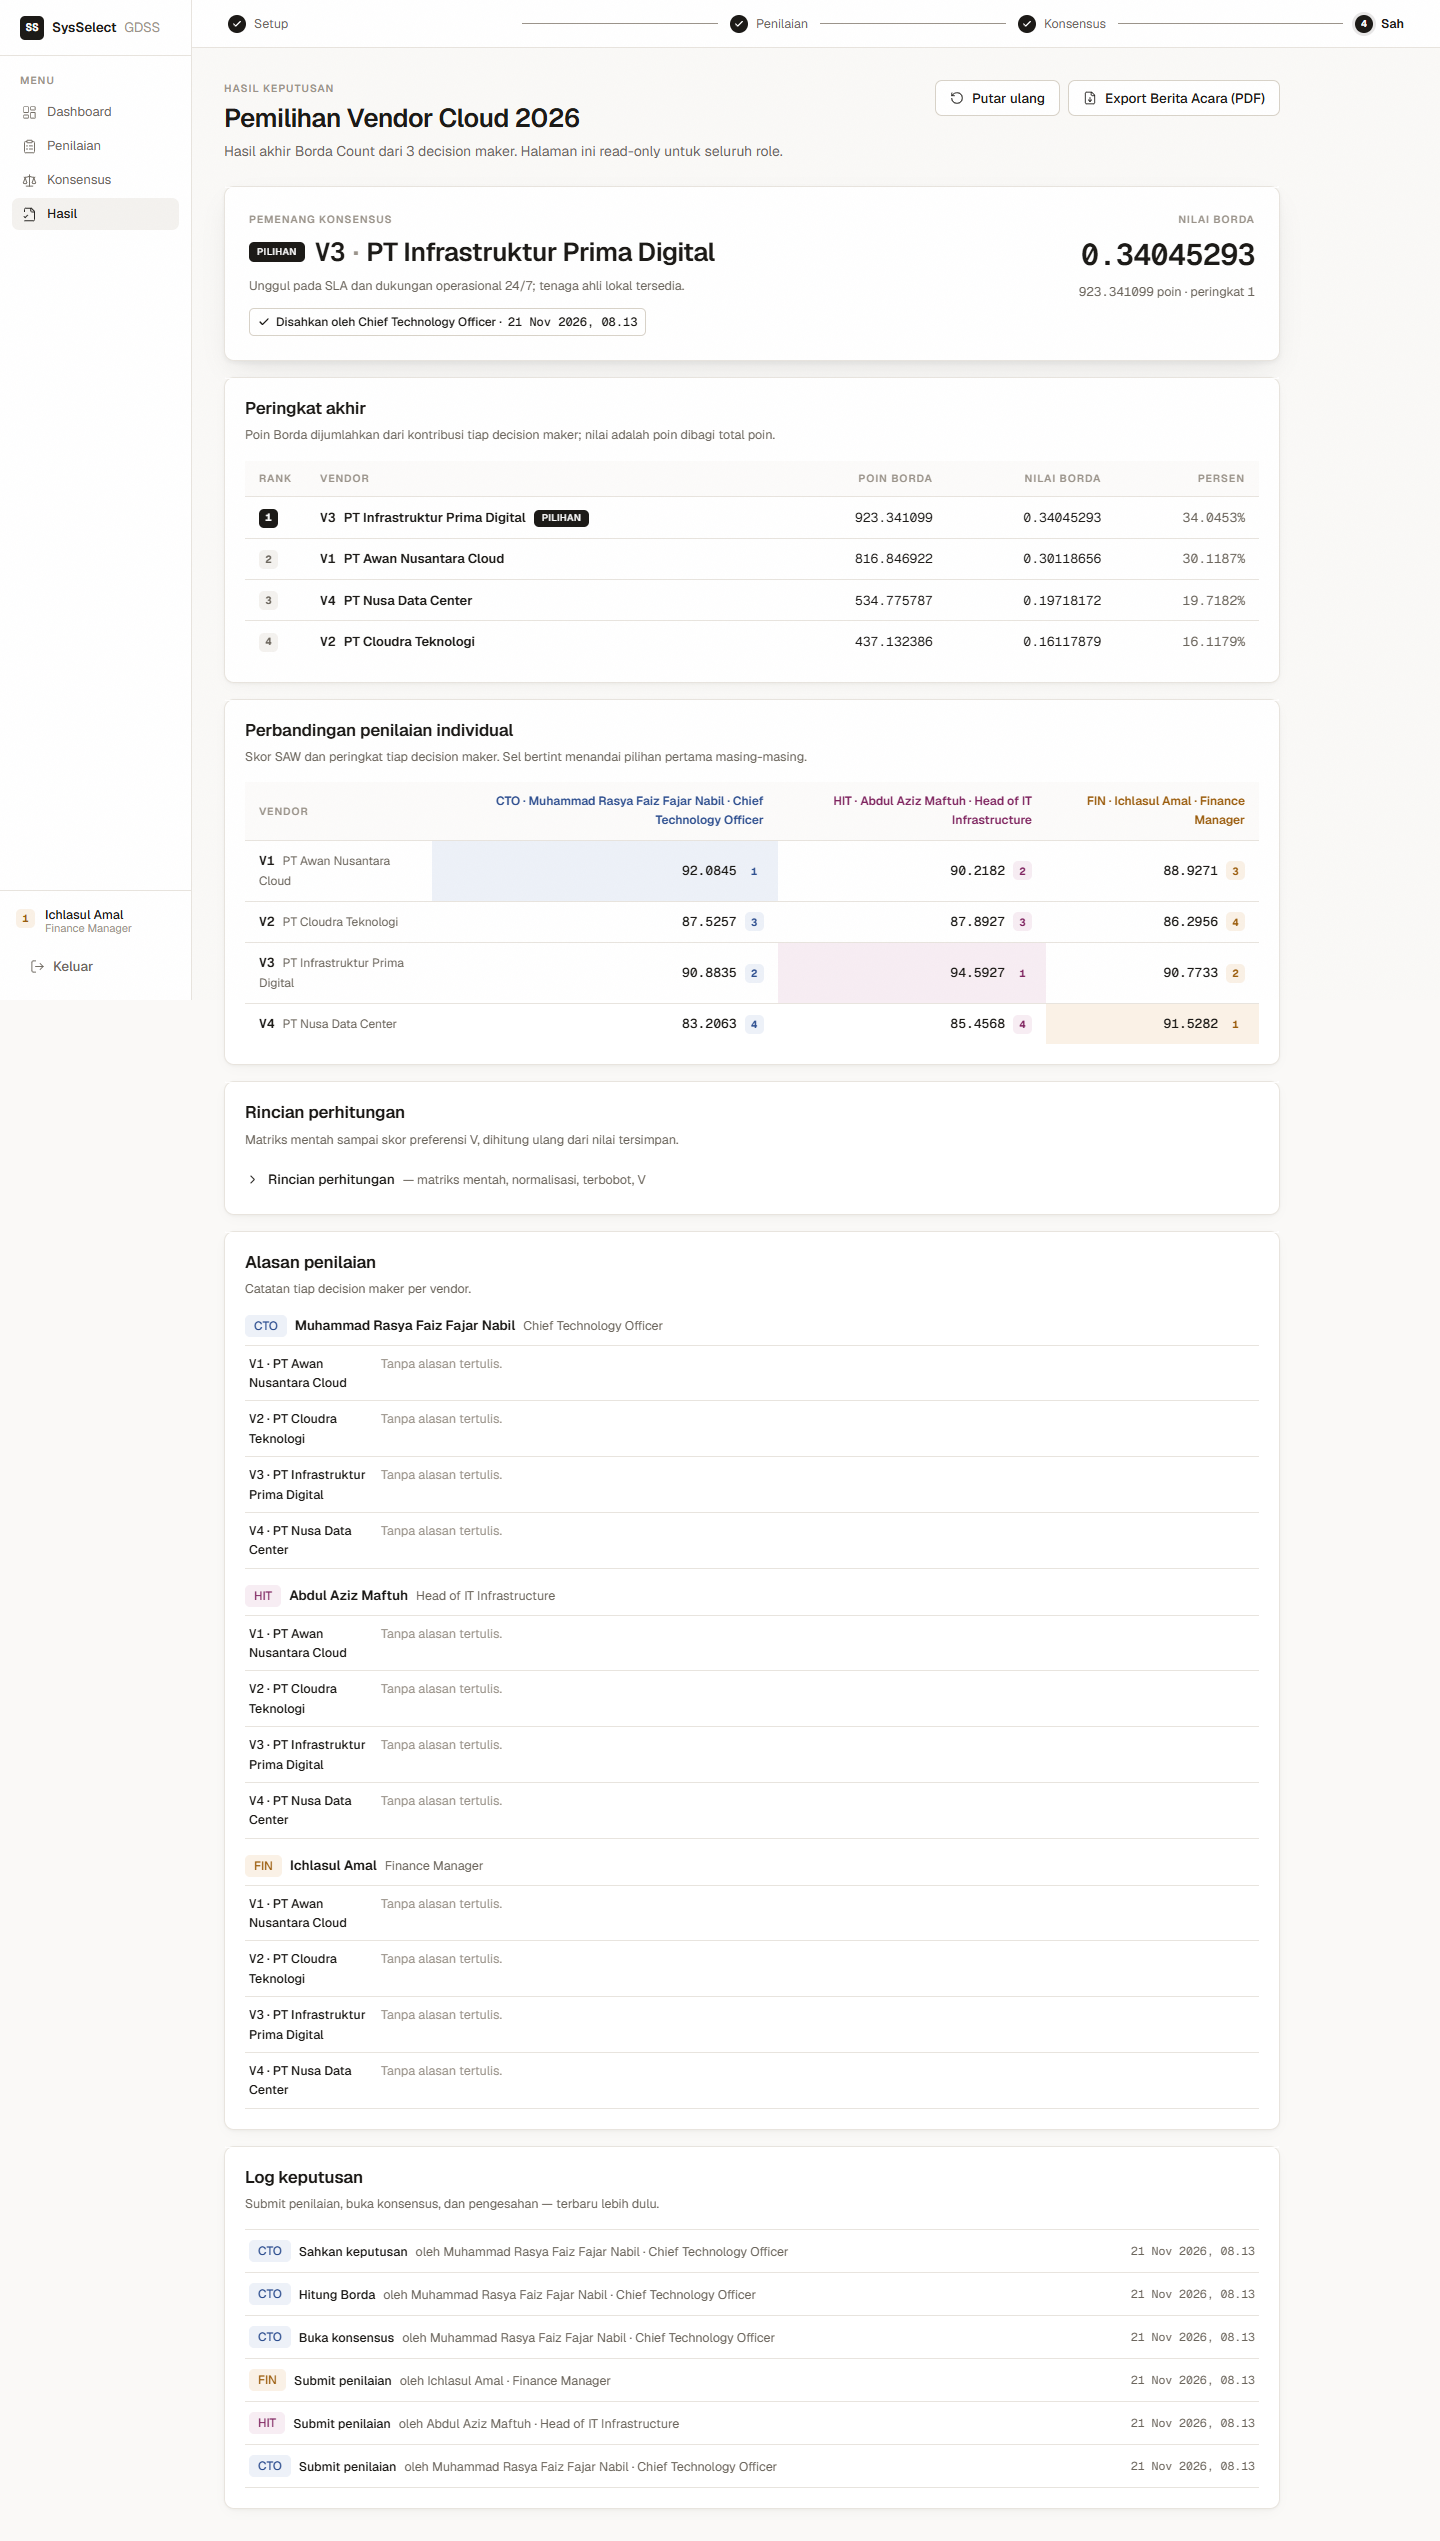 SS SysSelect GDSS
Setup
Penilaian
Konsensus
4 Sah
MENU
Dashboard
Penilaian
Konsensus
Hasil
1 Ichlasul Amal
Finance Manager
Keluar
HASIL KEPUTUSAN
Pemilihan Vendor Cloud 2026
Hasil akhir Borda Count dari 3 decision maker. Halaman ini read-only untuk seluruh role.
Putar ulang
Export Berita Acara (PDF)
PEMENANG KONSENSUS
PILIHAN V3 · PT Infrastruktur Prima Digital
Unggul pada SLA dan dukungan operasional 24/7; tenaga ahli lokal tersedia.
Disahkan oleh Chief Technology Officer · 21 Nov 2026, 08.13
NILAI BORDA
0.34045293
923.341099 poin · peringkat 1
Peringkat akhir
Poin Borda dijumlahkan dari kontribusi tiap decision maker; nilai adalah poin dibagi total poin.
RANK VENDOR POIN BORDA NILAI BORDA PERSEN
1 V3 PT Infrastruktur Prima Digital PILIHAN 923.341099 0.34045293 34.0453%
2 V1 PT Awan Nusantara Cloud 816.846922 0.30118656 30.1187%
3 V4 PT Nusa Data Center 534.775787 0.19718172 19.7182%
4 V2 PT Cloudra Teknologi 437.132386 0.16117879 16.1179%
Perbandingan penilaian individual
Skor SAW dan peringkat tiap decision maker. Sel bertint menandai pilihan pertama masing-masing.
VENDOR
CTO · Muhammad Rasya Faiz Fajar Nabil · Chief
Technology Officer
HIT · Abdul Aziz Maftuh · Head of IT
Infrastructure
FIN · Ichlasul Amal · Finance
Manager
V1 PT Awan Nusantara
Cloud
92.0845 1 90.2182 2 88.9271 3
V2 PT Cloudra Teknologi 87.5257 3 87.8927 3 86.2956 4
V3 PT Infrastruktur Prima
Digital
90.8835 2 94.5927 1 90.7733 2
V4 PT Nusa Data Center 83.2063 4 85.4568 4 91.5282 1
Rincian perhitungan
Matriks mentah sampai skor preferensi V, dihitung ulang dari nilai tersimpan.
Rincian perhitungan — matriks mentah, normalisasi, terbobot, V
Alasan penilaian
Catatan tiap decision maker per vendor.
CTO Muhammad Rasya Faiz Fajar Nabil Chief Technology Officer
V1 · PT Awan
Nusantara Cloud
Tanpa alasan tertulis.
V2 · PT Cloudra
Teknologi
Tanpa alasan tertulis.
V3 · PT Infrastruktur
Prima Digital
Tanpa alasan tertulis.
V4 · PT Nusa Data
Center
Tanpa alasan tertulis.
HIT Abdul Aziz Maftuh Head of IT Infrastructure
V1 · PT Awan
Nusantara Cloud
Tanpa alasan tertulis.
V2 · PT Cloudra
Teknologi
Tanpa alasan tertulis.
V3 · PT Infrastruktur
Prima Digital
Tanpa alasan tertulis.
V4 · PT Nusa Data
Center
Tanpa alasan tertulis.
FIN Ichlasul Amal Finance Manager
V1 · PT Awan
Nusantara Cloud
Tanpa alasan tertulis.
V2 · PT Cloudra
Teknologi
Tanpa alasan tertulis.
V3 · PT Infrastruktur
Prima Digital
Tanpa alasan tertulis.
V4 · PT Nusa Data
Center
Tanpa alasan tertulis.
Log keputusan
Submit penilaian, buka konsensus, dan pengesahan — terbaru lebih dulu.
CTO Sahkan keputusan oleh Muhammad Rasya Faiz Fajar Nabil · Chief Technology Officer 21 Nov 2026, 08.13
CTO Hitung Borda oleh Muhammad Rasya Faiz Fajar Nabil · Chief Technology Officer 21 Nov 2026, 08.13
CTO Buka konsensus oleh Muhammad Rasya Faiz Fajar Nabil · Chief Technology Officer 21 Nov 2026, 08.13
FIN Submit penilaian oleh Ichlasul Amal · Finance Manager 21 Nov 2026, 08.13
HIT Submit penilaian oleh Abdul Aziz Maftuh · Head of IT Infrastructure 21 Nov 2026, 08.13
CTO Submit penilaian oleh Muhammad Rasya Faiz Fajar Nabil · Chief Technology Officer 21 Nov 2026, 08.13